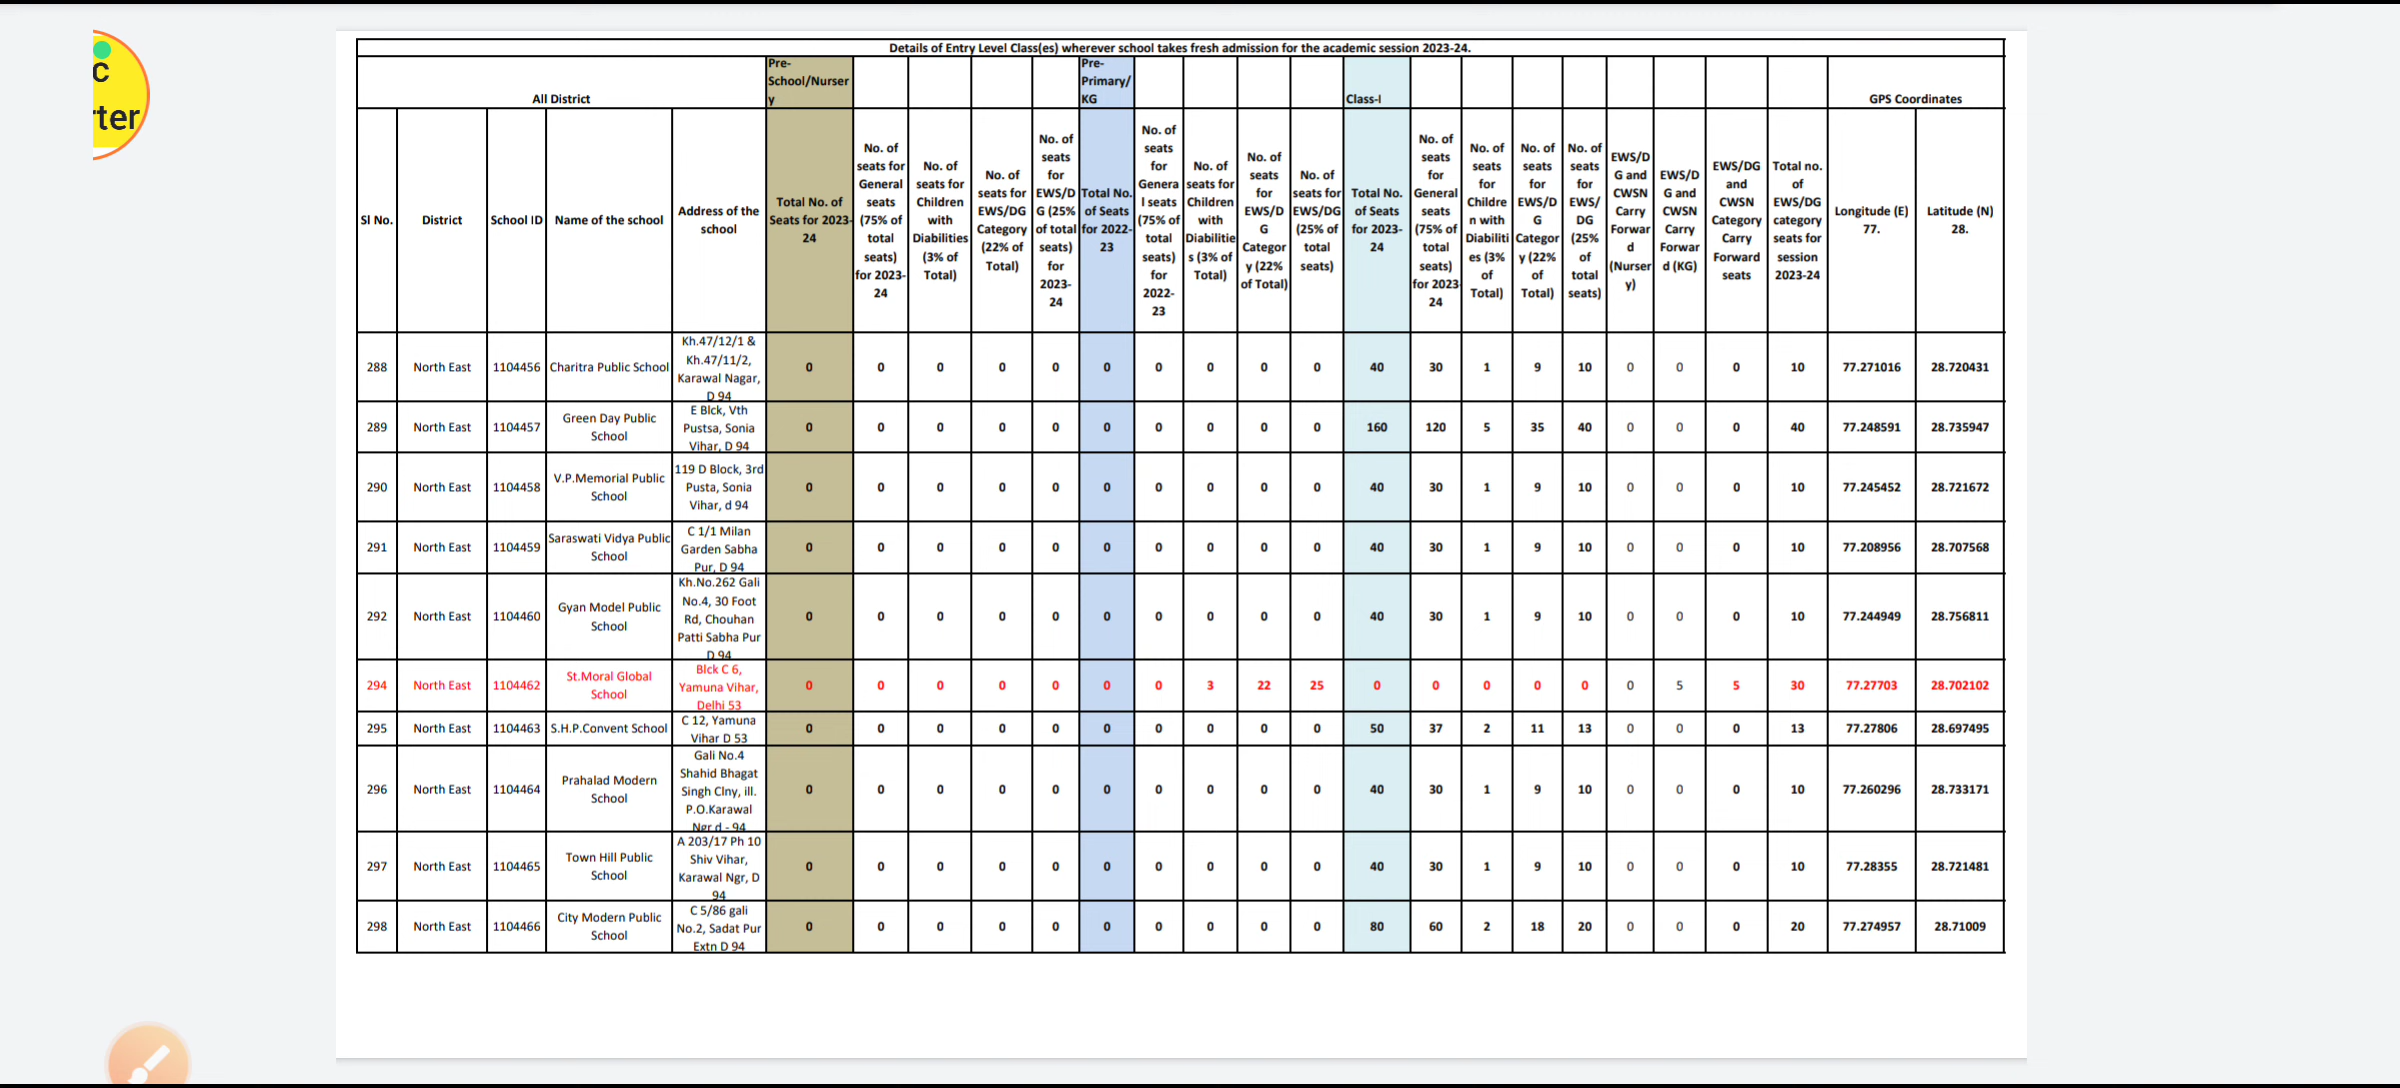 c
rter
Details of Entry Level Class(es) wherever school takes fresh admission for the academic session 2023-24.
All District
Pre-
School/Nurser
y
Pre-
Primary/
KG
Class-I
GPS Coordinates
Sl No.
District
School ID
Name of the school
Address of the
school
Total No. of
Seats for 2023-
24
No. of
seats for
General
seats
(75% of
total
seats)
for 2023-
24
No. of
seats for
Children
with
Diabilities
(3% of
Total)
No. of
seats for
EWS/DG
Category
(22% of
Total)
No. of
seats
for
EWS/D
G (25%
of total
seats)
for
2023-
24
Total No.
of Seats
for 2022-
23
No. of
seats
for
Genera
l seats
(75% of
total
seats)
for
2022-
23
No. of
seats for
Children
with
Diabilitie
s (3% of
Total)
No. of
seats
for
EWS/D
G
Categor
y (22%
of Total)
No. of
seats for
EWS/DG
(25% of
total
seats)
Total No.
of Seats
for 2023-
24
No. of
seats
for
General
seats
(75% of
total
seats)
for 2023
24
No. of
seats
for
Childre
n with
Diabiliti
es (3%
of
Total)
No. of
seats
for
EWS/D
G
Categor
y (22%
of
Total)
No. of
seats
for
EWS/
DG
(25%
of
total
seats)
EWS/D
G and
CWSN
Carry
Forwar
d
(Nurser
y)
EWS/D
G and
CWSN
Carry
Forwar
d (KG)
EWS/DG
and
CWSN
Category
Carry
Forward
seats
Total no.
of
EWS/DG
category
seats for
session
2023-24
Longitude (E)
77.
Latitude (N)
28.
288 North East 1104456 Charitra Public School
Kh.47/12/1 &
Kh.47/11/2,
Karawal Nagar,
D 94
0 0 0 0 0 0 0 0 0 0 40 30 1 9 10 0 0 0 10 77.271016 28.720431
289 North East 1104457
Green Day Public
School
E Blck, Vth
Pustsa, Sonia
Vihar, D 94
0 0 0 0 0 0 0 0 0 0 160 120 5 35 40 0 0 0 40 77.248591 28.735947
290 North East 1104458
V.P.Memorial Public
School
119 D Block, 3rd
Pusta, Sonia
Vihar, d 94
0 0 0 0 0 0 0 0 0 0 40 30 1 9 10 0 0 0 10 77.245452 28.721672
291 North East 1104459
Saraswati Vidya Public
School
C 1/1 Milan
Garden Sabha
Pur, D 94
0 0 0 0 0 0 0 0 0 0 40 30 1 9 10 0 0 0 10 77.208956 28.707568
292 North East 1104460
Gyan Model Public
School
Kh.No.262 Gali
No.4, 30 Foot
Rd, Chouhan
Patti Sabha Pur
D 94
0 0 0 0 0 0 0 0 0 0 40 30 1 9 10 0 0 0 10 77.244949 28.756811
294 North East 1104462
St.Moral Global
School
Blck C 6,
Yamuna Vihar,
Delhi 53
0 0 0 0 0 0 0 3 22 25 0 0 0 0 0 0 5 5 30 77.27703 28.702102
295 North East 1104463 S.H.P.Convent School
C 12, Yamuna
Vihar D 53
0 0 0 0 0 0 0 0 0 0 50 37 2 11 13 0 0 0 13 77.27806 28.697495
296 North East 1104464
Prahalad Modern
School
Gali No.4
Shahid Bhagat
Singh Clny, ill.
P.O.Karawal
Ngr d - 94
0 0 0 0 0 0 0 0 0 0 40 30 1 9 10 0 0 0 10 77.260296 28.733171
297 North East 1104465
Town Hill Public
School
A 203/17 Ph 10
Shiv Vihar,
Karawal Ngr, D
94
0 0 0 0 0 0 0 0 0 0 40 30 1 9 10 0 0 0 10 77.28355 28.721481
298 North East 1104466
City Modern Public
School
C 5/86 gali
No.2, Sadat Pur
Extn D 94
0 0 0 0 0 0 0 0 0 0 80 60 2 18 20 0 0 0 20 77.274957 28.71009